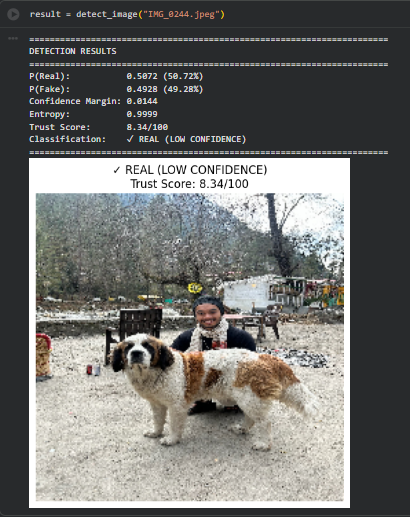 result = detect_image("IMG_0244.jpeg")
======================================================================
DETECTION RESULTS
======================================================================
P(Real): 0.5072 (50.72%)
P(Fake): 0.4928 (49.28%)
Confidence Margin: 0.0144
Entropy: 0.9999
Trust Score: 8.34/100
Classification: ✓ REAL (LOW CONFIDENCE)
======================================================================
✓ REAL (LOW CONFIDENCE)
Trust Score: 8.34/100